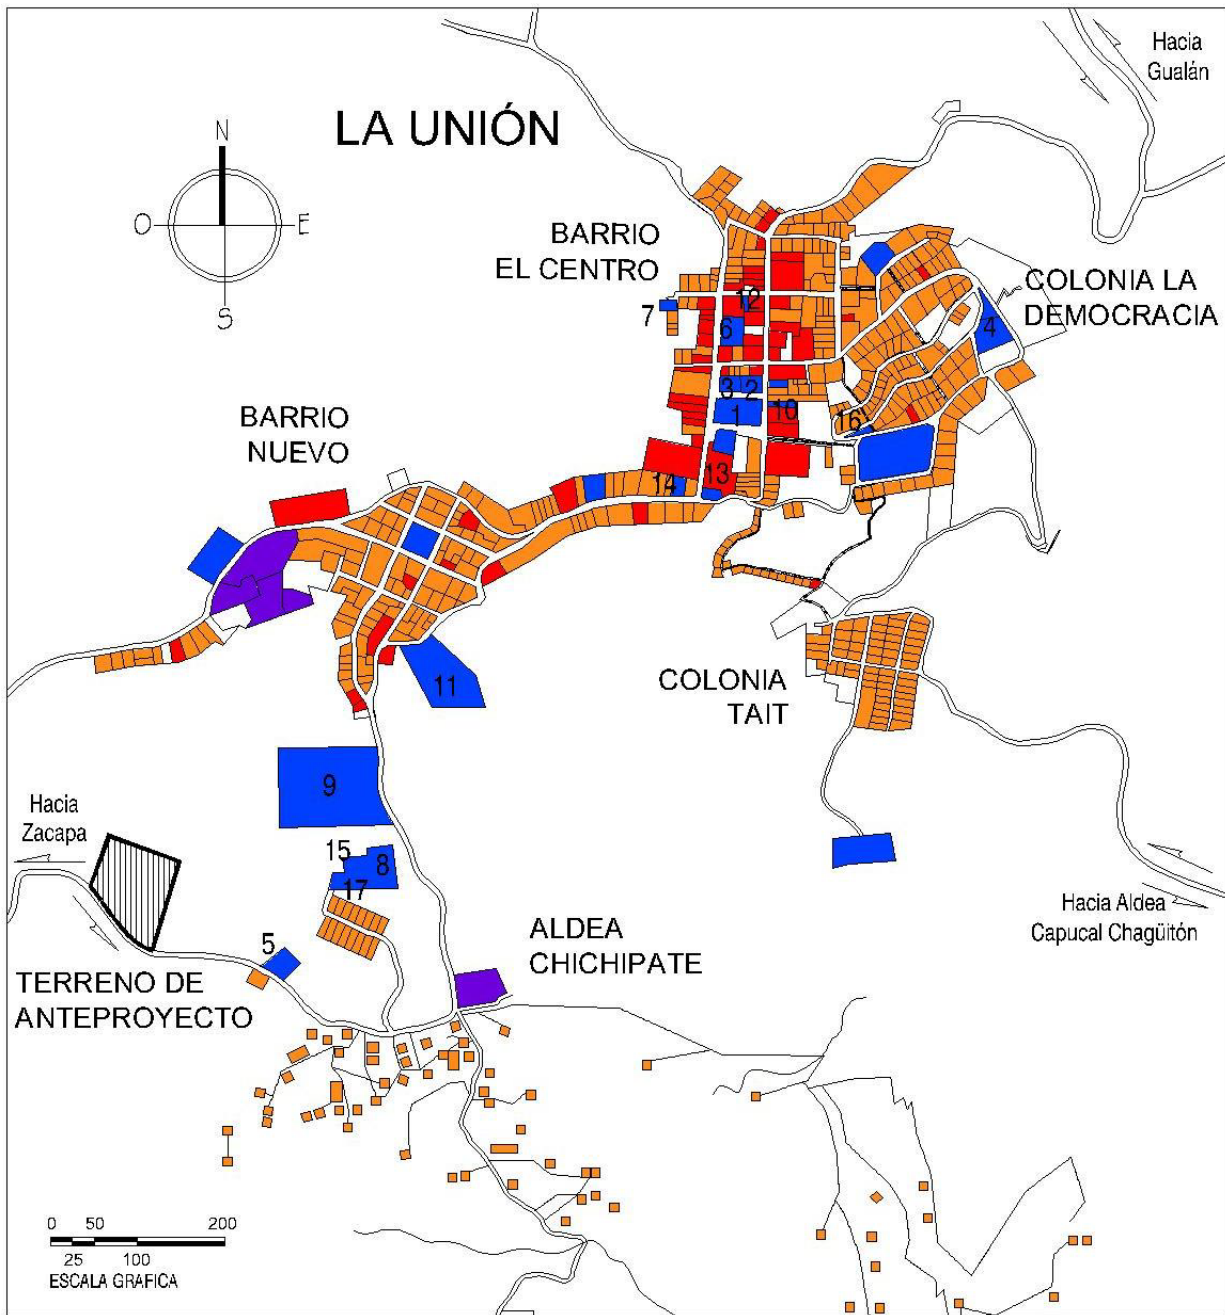 Hacia
Gualán
LA UNIÓN
N
O
E
S
BARRIO
EL CENTRO
COLONIA LA
DEMOCRACIA
12
7
6
4
3
2
1
10
16
BARRIO
NUEVO
13
14
COLONIA
TAIT
11
9
Hacia
Zacapa
15
8
17
Hacia Aldea
Capucal Chagüitón
5
ALDEA
CHICHIPATE
TERRENO DE
ANTEPROYECTO
0 50 200
25 100
ESCALA GRAFICA